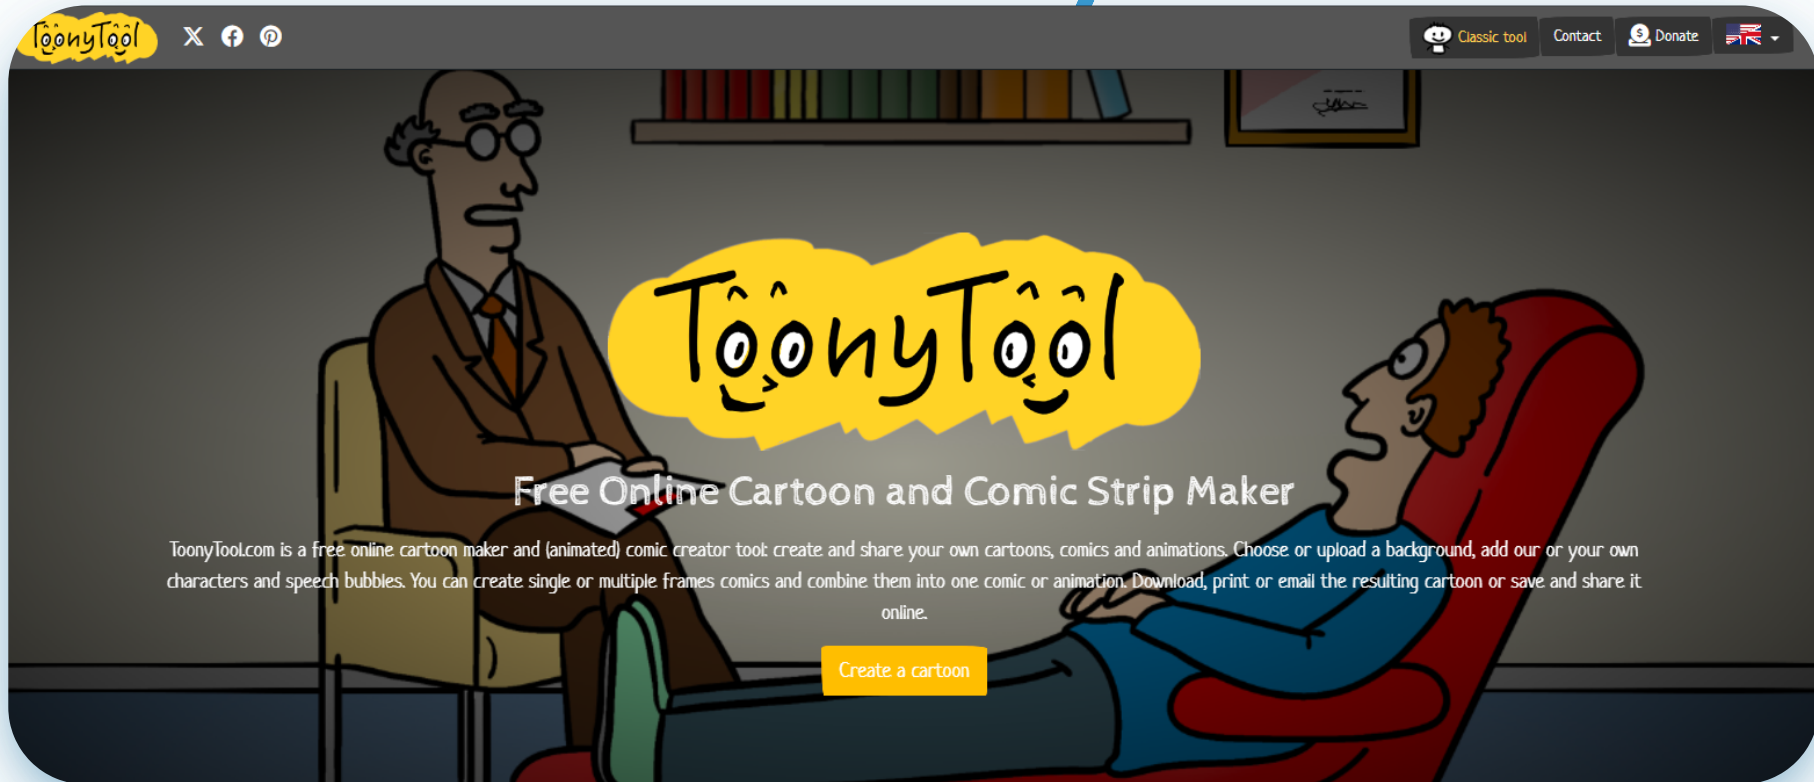 ToonyTool
Classic tool
Contact
Donate
ToonyTool
Free Online Cartoon and Comic Strip Maker
ToonyTool.com is a free online cartoon maker and (animated) comic creator tool: create and share your own cartoons, comics and animations. Choose or upload a background, add our or your own
characters and speech bubbles. You can create single or multiple frames comics and combine them into one comic or animation. Download, print or email the resulting cartoon or save and share it
online.
Create a cartoon